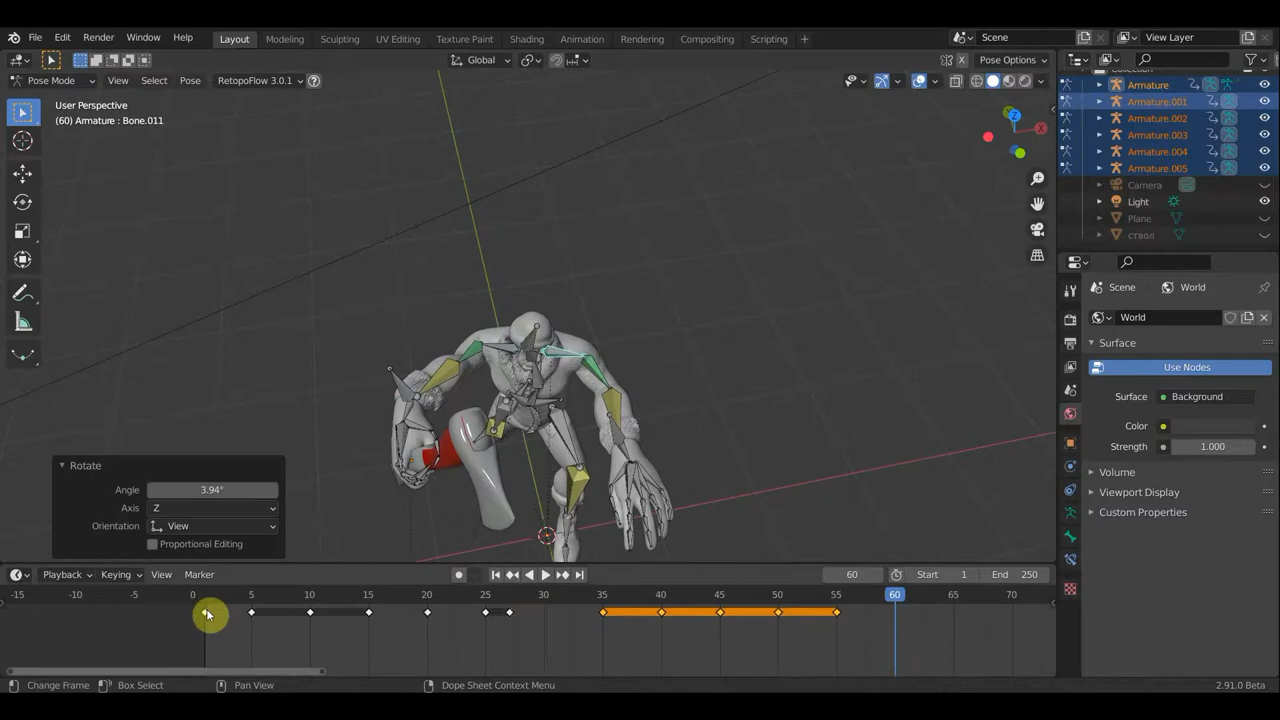 File Edit Render Window Help Layout Modeling Sculpting UV Editing Texture Paint Shading Animation Rendering Compositing Scripting + Scene View Layer
Global Pose Options
Pose Mode View Select Pose RetopoFlow 3.0.1 ?
User Perspective
(60) Armature : Bone.011
Z
X
Collection
Armature
Armature.001
Armature.002
Armature.003
Armature.004
Armature.005
Camera
Light
Plane
ствол
Scene World
World
Surface
Use Nodes
Surface Background
Color
Strength 1.000
Volume
Viewport Display
Custom Properties
Rotate
Angle 3.94°
Axis Z
Orientation View
Proportional Editing
Playback Keying View Marker 60 Start 1 End 250
-15 -10 -5 0 5 10 15 20 25 30 35 40 45 50 55 60 65 70
Change Frame Box Select Pan View Dope Sheet Context Menu 2.91.0 Beta